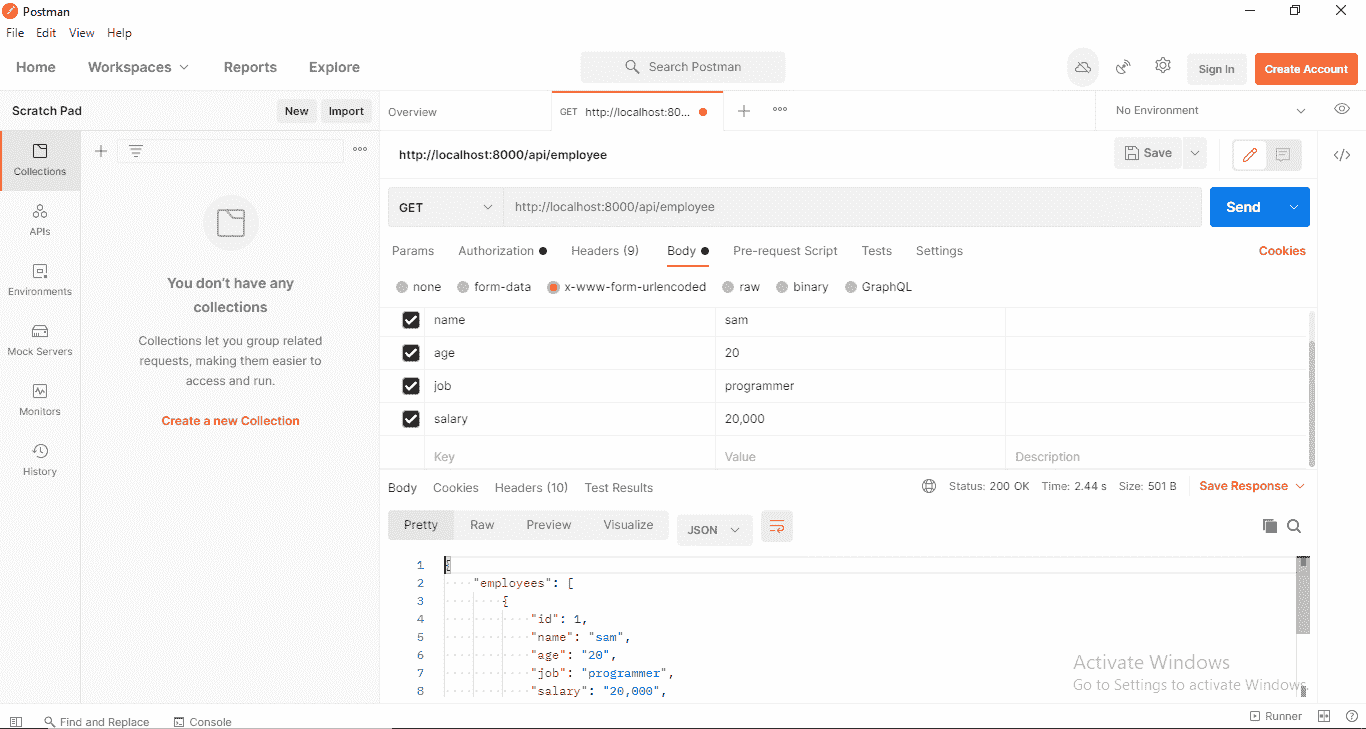 Postman
File Edit View Help
Home Workspaces Reports Explore Search Postman Sign In Create Account
Scratch Pad New Import Overview GET http://localhost:80... No Environment
Collections
APIs
Environments
Mock Servers
Monitors
History
You don't have any
collections
Collections let you group related
requests, making them easier to
access and run.
Create a new Collection
http://localhost:8000/api/employee Save
GET http://localhost:8000/api/employee Send
Params Authorization Headers (9) Body Pre-request Script Tests Settings Cookies
none form-data x-www-form-urlencoded raw binary GraphQL
name sam
age 20
job programmer
salary 20,000
Key Value Description
Body Cookies Headers (10) Test Results Status: 200 OK Time: 2.44 s Size: 501 B Save Response
Pretty Raw Preview Visualize JSON
1 {
2 "employees": [
3 {
4 "id": 1,
5 "name": "sam",
6 "age": "20",
7 "job": "programmer",
8 "salary": "20,000",
Activate Windows
Go to Settings to activate Windows.
Find and Replace Console Runner